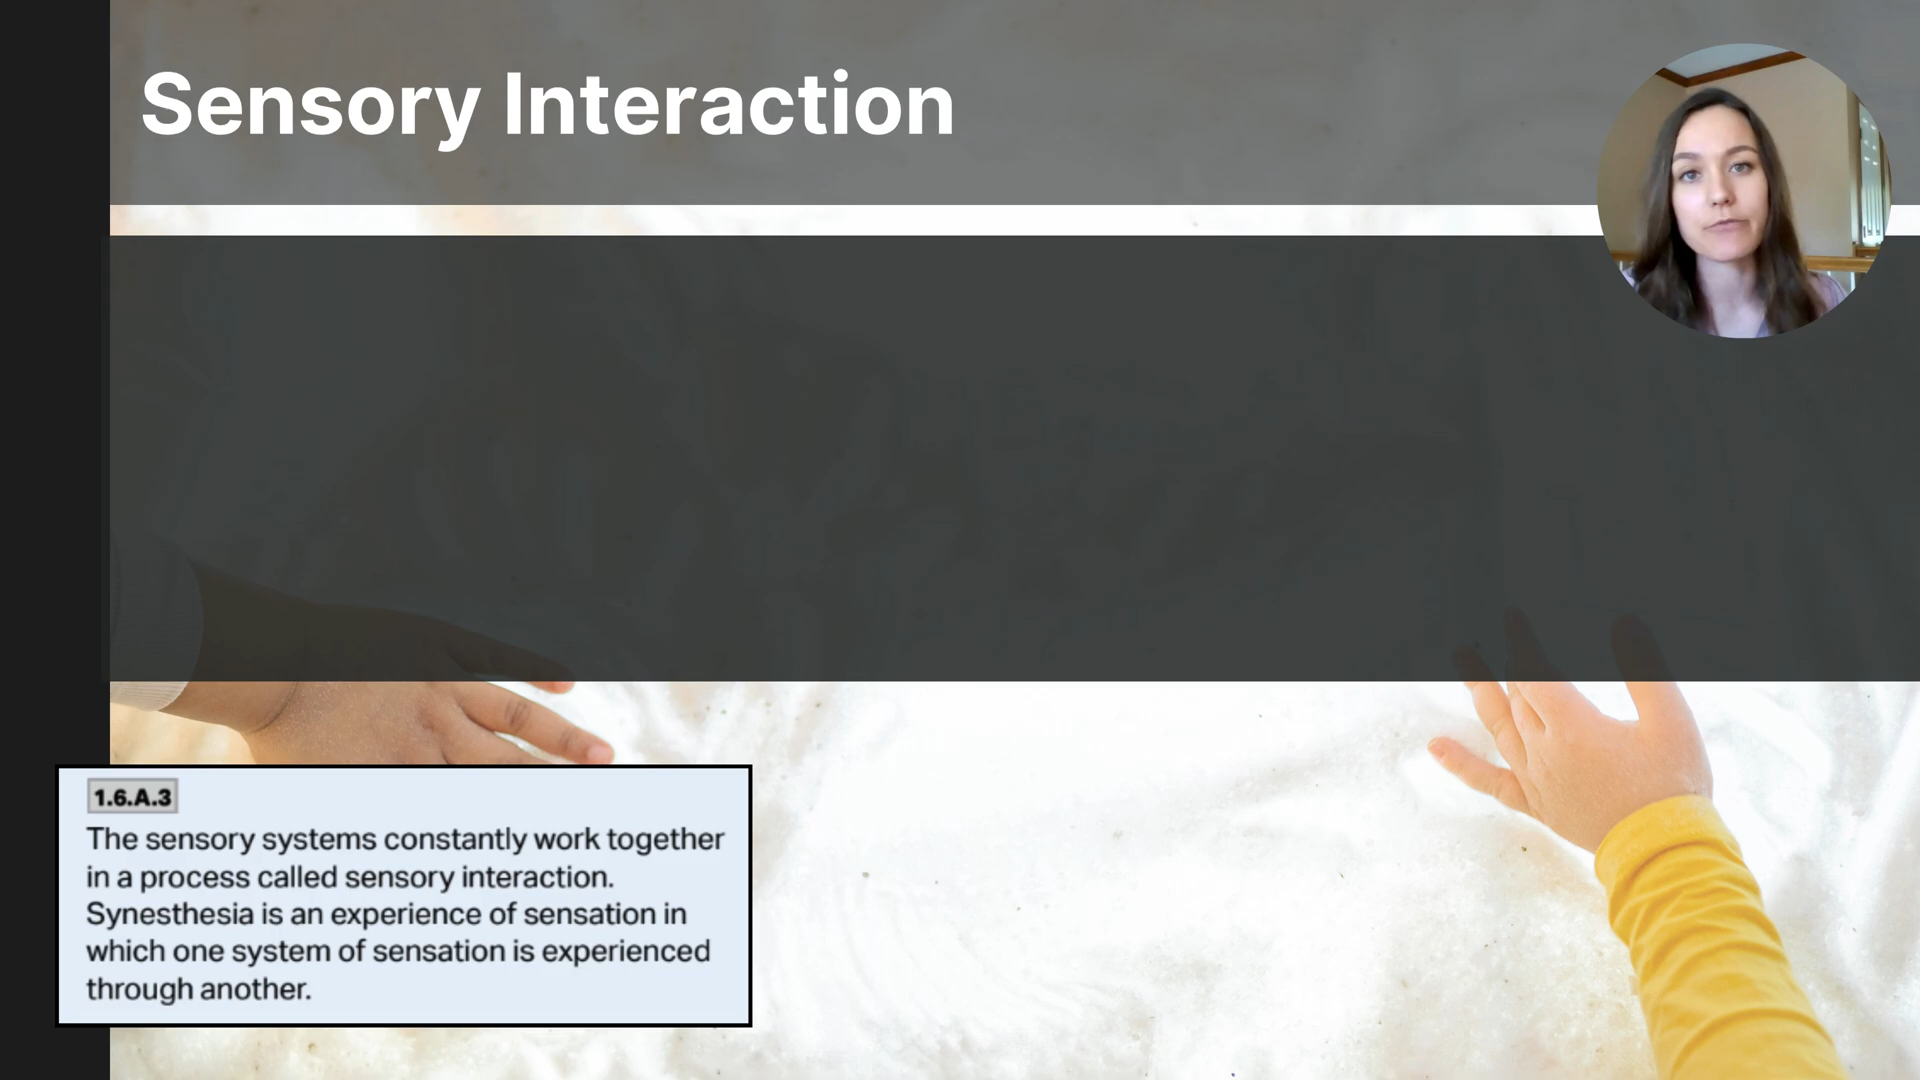 Sensory Interaction
1.6.A.3
The sensory systems constantly work together
in a process called sensory interaction.
Synesthesia is an experience of sensation in
which one system of sensation is experienced
through another.